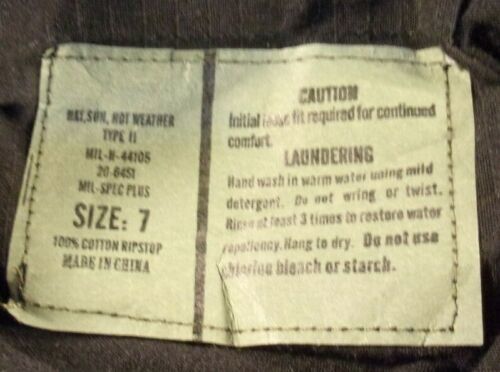 HAT, SUN, HOT WEATHER
TYPE II
MIL-H-44105
20-6451
MIL-SPEC PLUS
SIZE: 7
100% COTTON RIPSTOP
MADE IN CHINA
CAUTION
Initial loose fit required for continued
comfort.
LAUNDERING
Hand wash in warm water using mild
detergent. Do not wring or twist.
Rinse at least 3 times to restore water
repellency. Hang to dry. Do not use
chlorine bleach or starch.